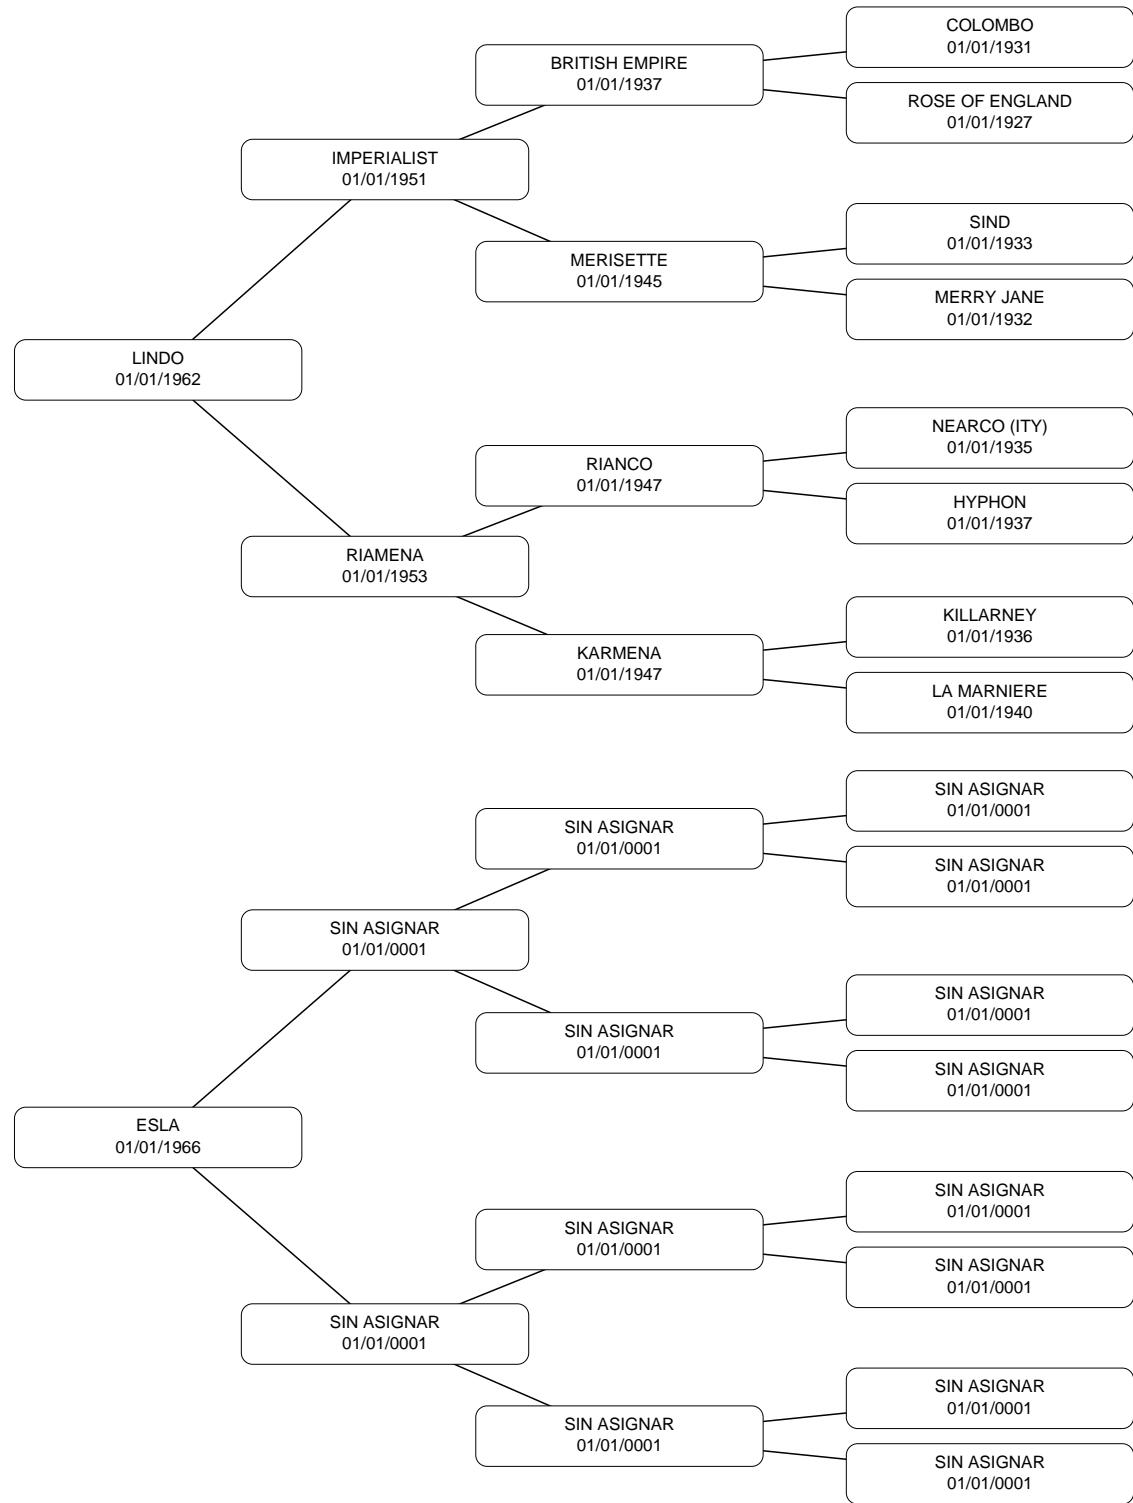 COLOMBO
01/01/1931
BRITISH EMPIRE
01/01/1937
ROSE OF ENGLAND
01/01/1927
IMPERIALIST
01/01/1951
SIND
01/01/1933
MERISETTE
01/01/1945
MERRY JANE
01/01/1932
LINDO
01/01/1962
NEARCO (ITY)
01/01/1935
RIANCO
01/01/1947
HYPHON
01/01/1937
RIAMENA
01/01/1953
KILLARNEY
01/01/1936
KARMENA
01/01/1947
LA MARNIERE
01/01/1940
SIN ASIGNAR
01/01/0001
SIN ASIGNAR
01/01/0001
SIN ASIGNAR
01/01/0001
SIN ASIGNAR
01/01/0001
SIN ASIGNAR
01/01/0001
SIN ASIGNAR
01/01/0001
SIN ASIGNAR
01/01/0001
ESLA
01/01/1966
SIN ASIGNAR
01/01/0001
SIN ASIGNAR
01/01/0001
SIN ASIGNAR
01/01/0001
SIN ASIGNAR
01/01/0001
SIN ASIGNAR
01/01/0001
SIN ASIGNAR
01/01/0001
SIN ASIGNAR
01/01/0001